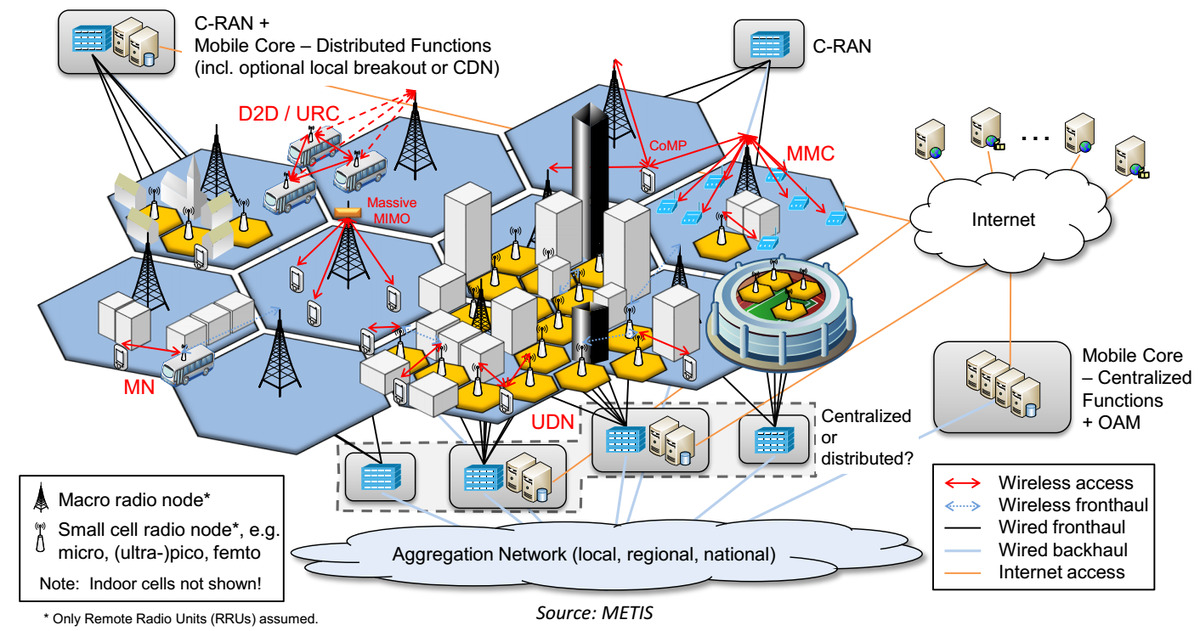 C-RAN +
Mobile Core – Distributed Functions
(incl. optional local breakout or CDN)
C-RAN
D2D / URC
CoMP
MMC
Massive
MIMO
Internet
MN
UDN
Mobile Core
– Centralized
Functions
+ OAM
Centralized
or
distributed?
Macro radio node*
Small cell radio node*, e.g.
micro, (ultra-)pico, femto
Note: Indoor cells not shown!
* Only Remote Radio Units (RRUs) assumed.
Aggregation Network (local, regional, national)
Source: METIS
Wireless access
Wireless fronthaul
Wired fronthaul
Wired backhaul
Internet access